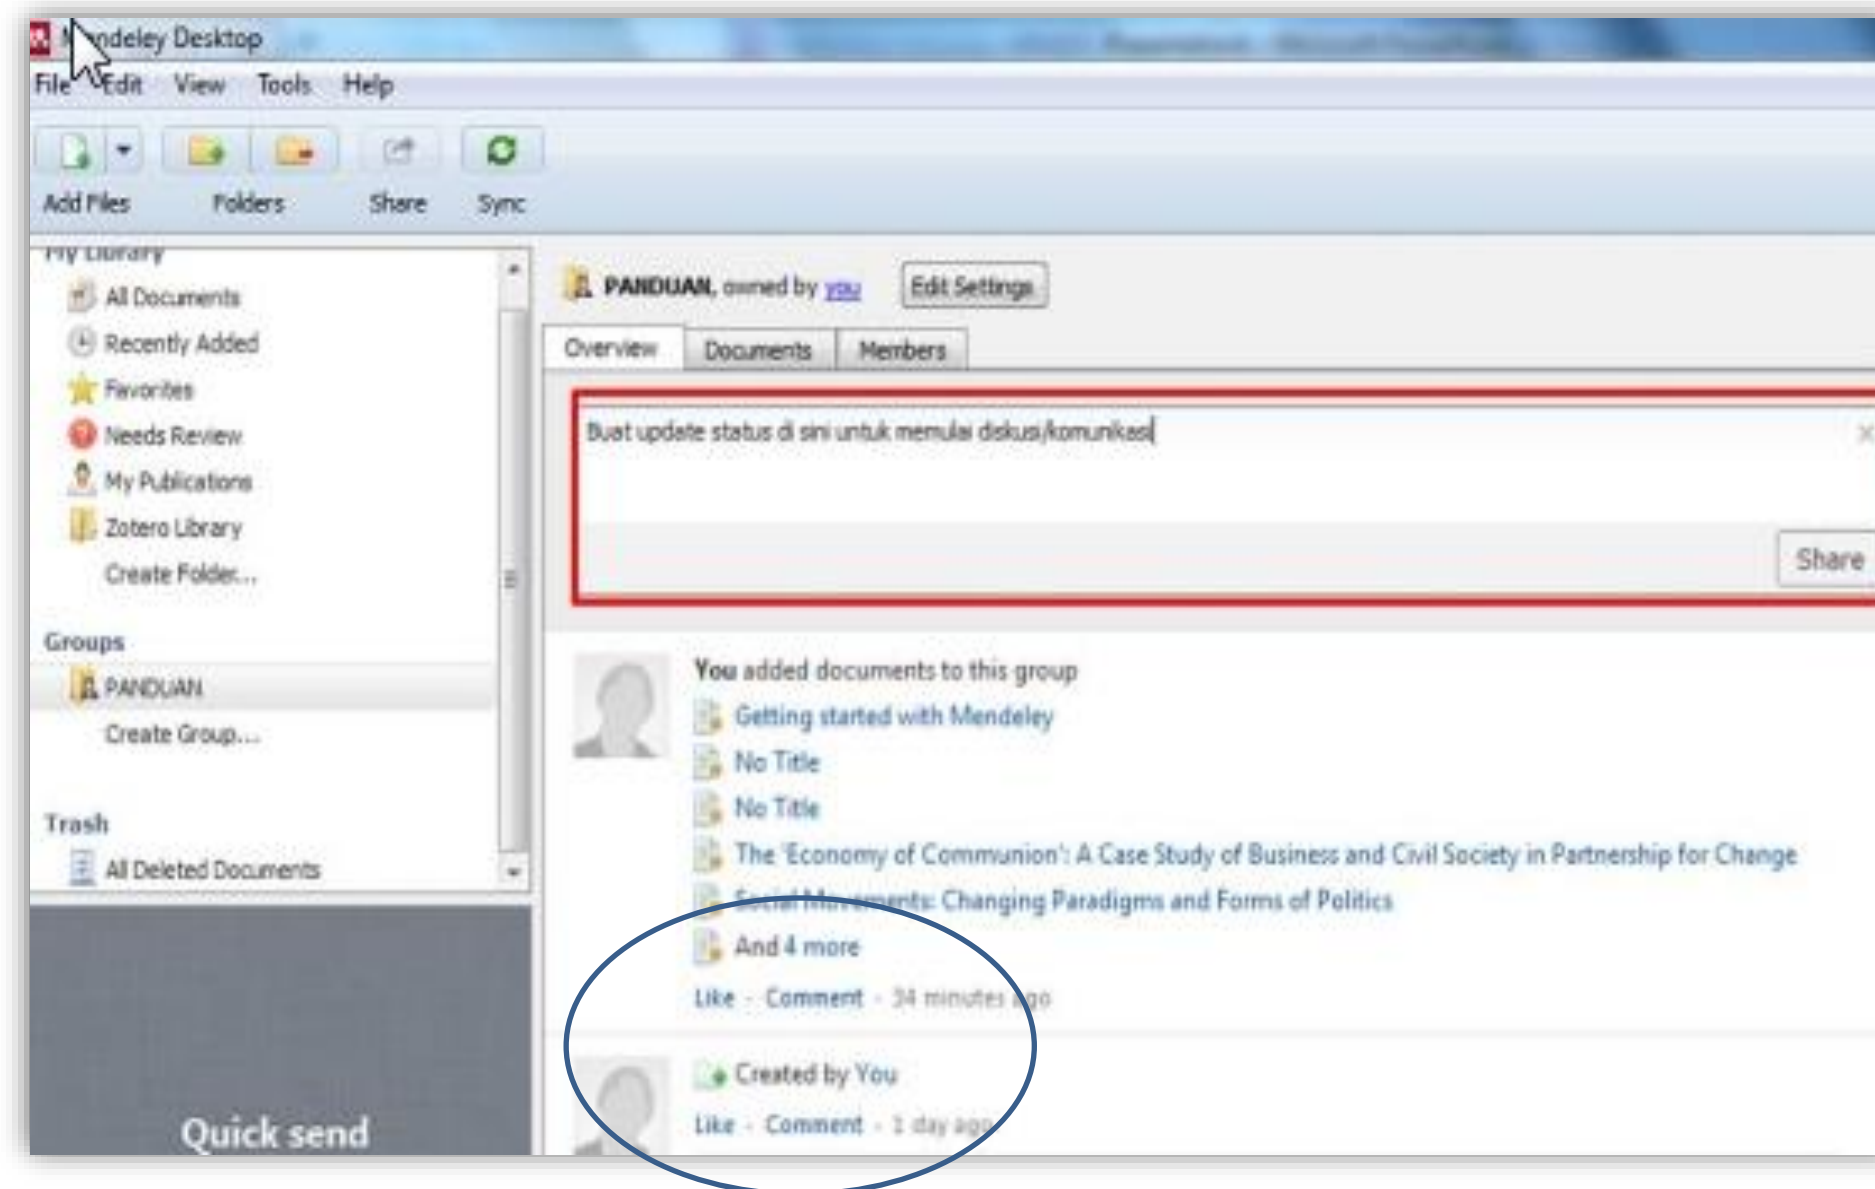 Mendeley Desktop
File Edit View Tools Help
Add Files Folders Share Sync
My Library
All Documents
Recently Added
Favorites
Needs Review
My Publications
Zotero Library
Create Folder...
Groups
PANDUAN
Create Group...
Trash
All Deleted Documents
Quick send
PANDUAN, owned by you Edit Settings
Overview Documents Members
Buat update status di sini untuk memulai diskusi/komunikasi
Share
You added documents to this group
Getting started with Mendeley
No Title
No Title
The 'Economy of Communion': A Case Study of Business and Civil Society in Partnership for Change
Social Movements: Changing Paradigms and Forms of Politics
And 4 more
Like - Comment - 34 minutes ago
Created by You
Like - Comment - 1 day ago